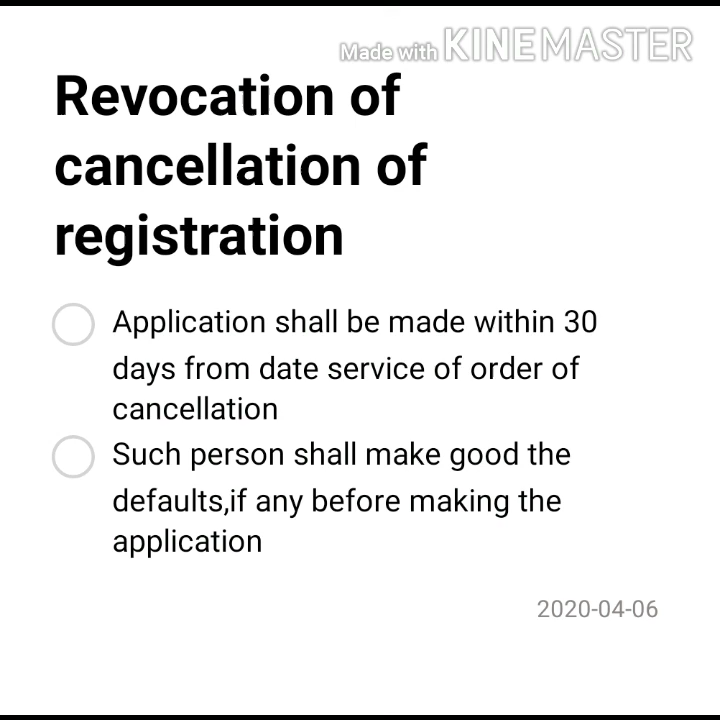 Made with KINEMASTER
Revocation of
cancellation of
registration
Application shall be made within 30
days from date service of order of
cancellation
Such person shall make good the
defaults,if any before making the
application
2020-04-06